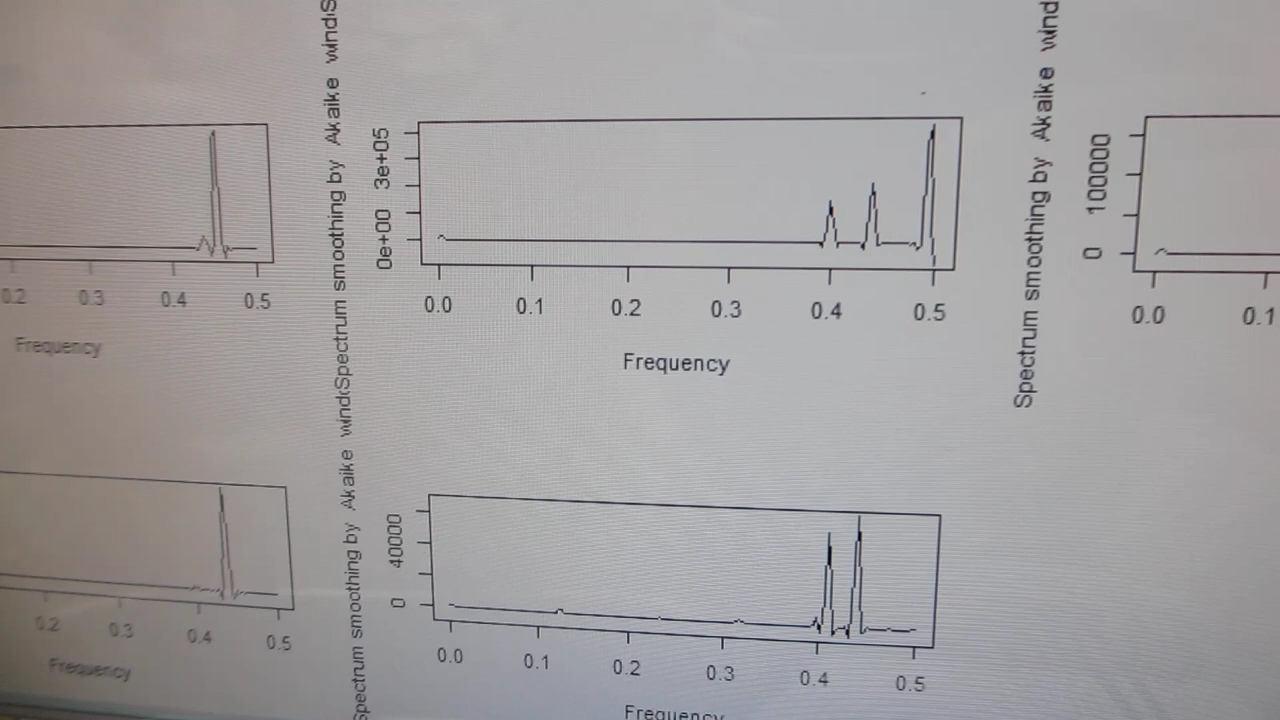 0.2 0.3 0.4 0.5
Frequency
0.2 0.3 0.4 0.5
Frequency
Spectrum smoothing by Akaike
Spectrum smoothing by Akaike
0e+00 3e+05
0.0 0.1 0.2 0.3 0.4 0.5
Frequency
0 40000
0.0 0.1 0.2 0.3 0.4 0.5
Frequency
Spectrum smoothing by Akaike wind
0 100000
0.0 0.1